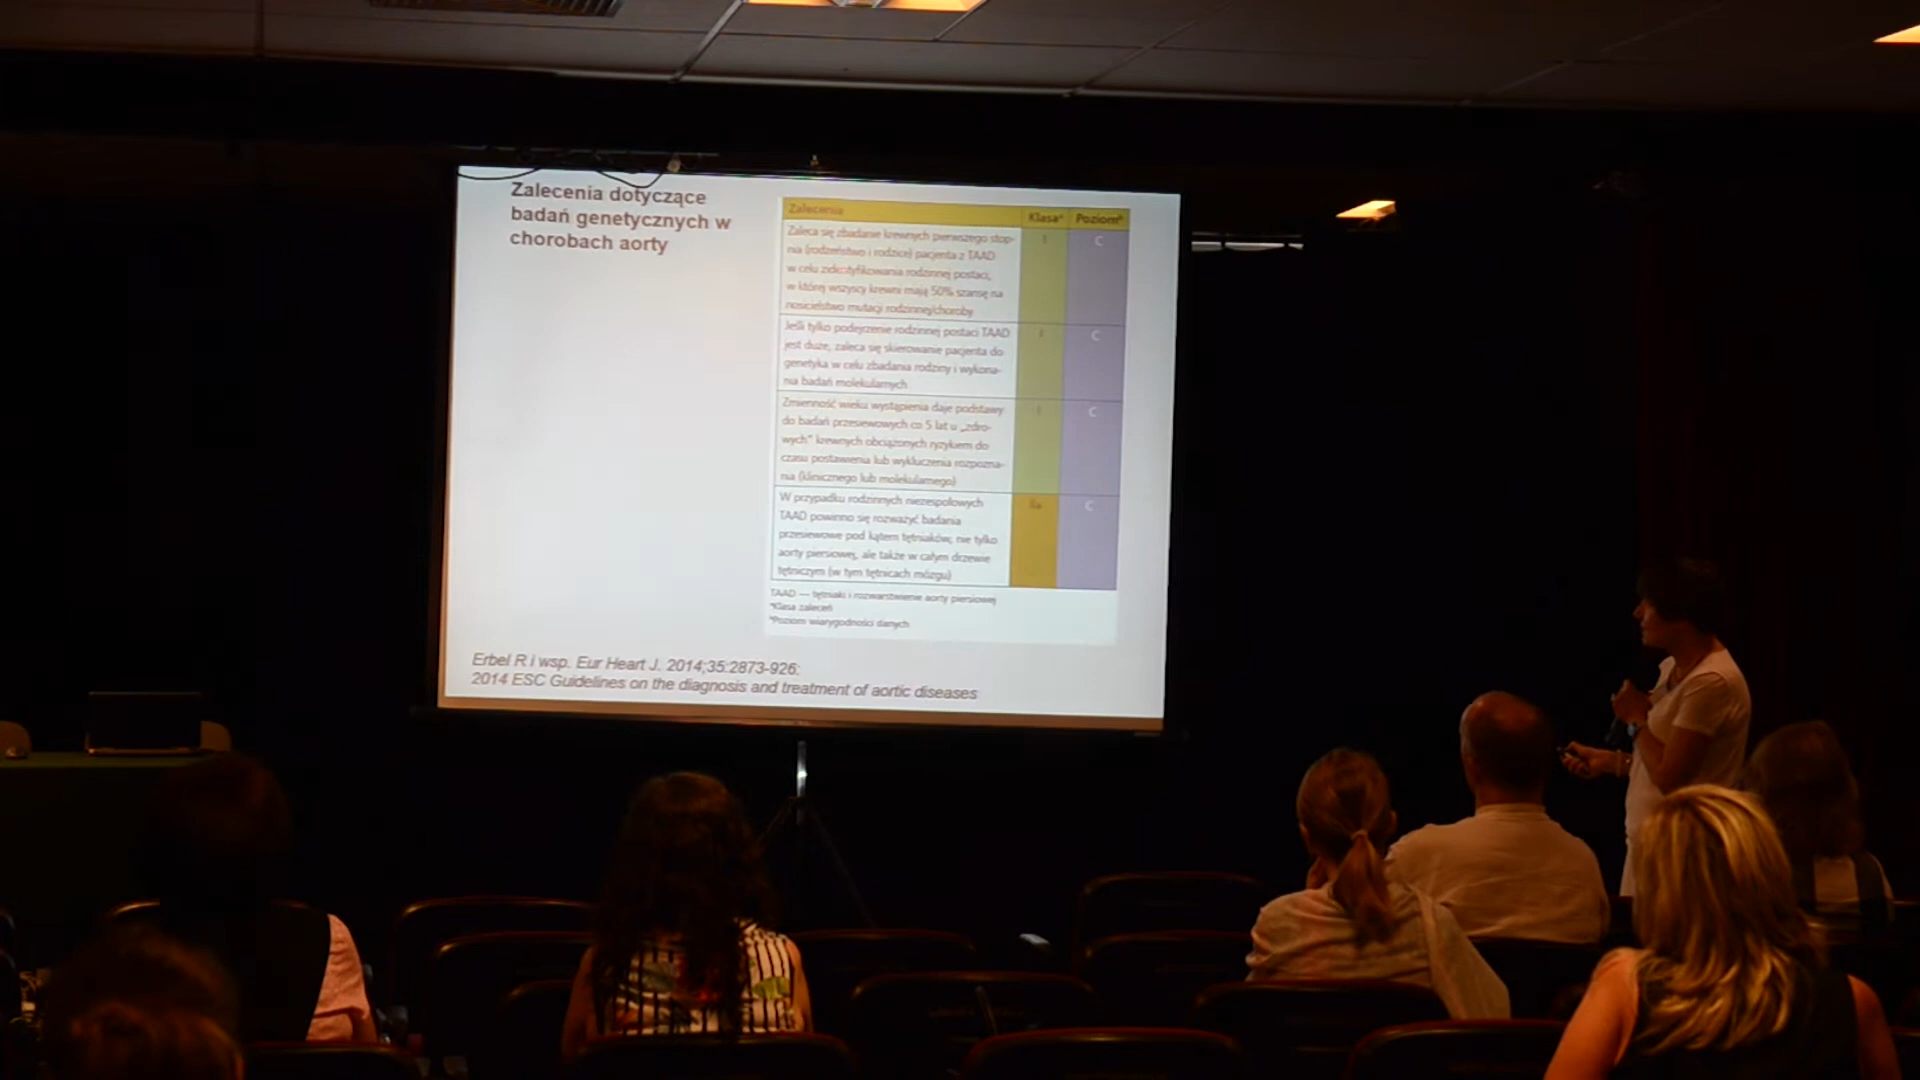 Zalecenia dotyczące
badań genetycznych w
chorobach aorty
Zalecenia Klasaᵃ Poziomᵇ
Zaleca się zbadanie krewnych pierwszego stop-
nia (rodzeństwo i rodzice) pacjenta z TAAD
w celu zidentyfikowania rodzinnej postaci,
w której wszyscy krewni mają 50% szansę na
nosicielstwo mutacji rodzinnej/choroby
I C
Jeśli tylko podejrzenie rodzinnej postaci TAAD
jest duże, zaleca się skierowanie pacjenta do
genetyka w celu zbadania rodziny i wykona-
nia badań molekularnych
I C
Zmienność wieku wystąpienia daje podstawy
do badań przesiewowych co 5 lat u „zdro-
wych” krewnych obciążonych ryzykiem do
czasu postawienia lub wykluczenia rozpozna-
nia (klinicznego lub molekularnego)
I C
W przypadku rodzinnych niezespołowych
TAAD powinno się rozważyć badania
przesiewowe pod kątem tętniaków, nie tylko
aorty piersiowej, ale także w całym drzewie
tętniczym (w tym tętnicach mózgu)
IIa C
TAAD — tętniaki i rozwarstwienie aorty piersiowej
ᵃKlasa zaleceń
ᵇPoziom wiarygodności danych
Erbel R i wsp. Eur Heart J. 2014;35:2873-926:
2014 ESC Guidelines on the diagnosis and treatment of aortic diseases